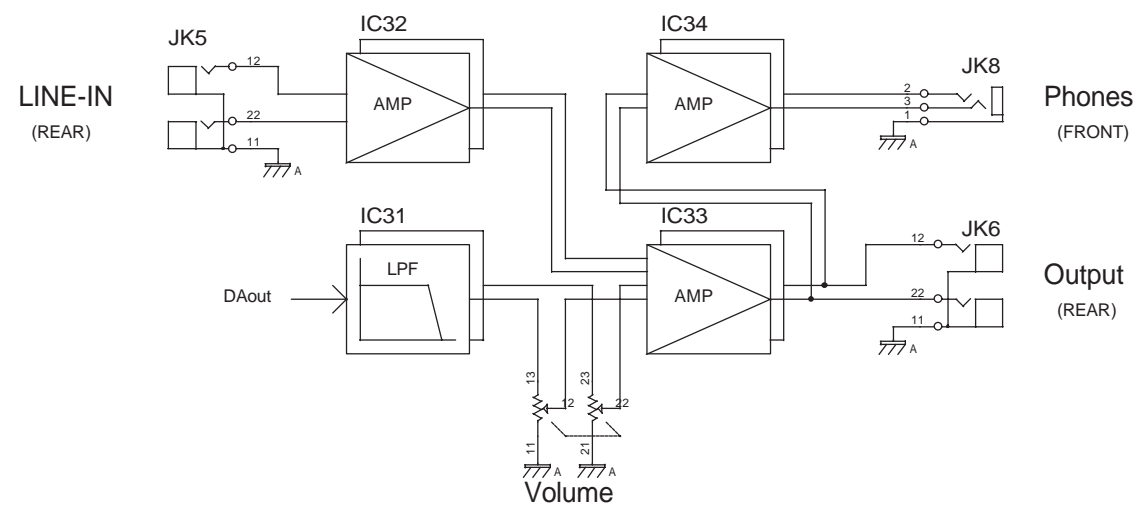 IC32
IC34
JK5
12
AMP
AMP
JK8
LINE-IN
(REAR)
22
11
A
2
3
1
A
Phones
(FRONT)
IC31
IC33
LPF
DAout
AMP
12
JK6
22
11
A
Output
(REAR)
13
12
11
A
23
22
21
A
Volume